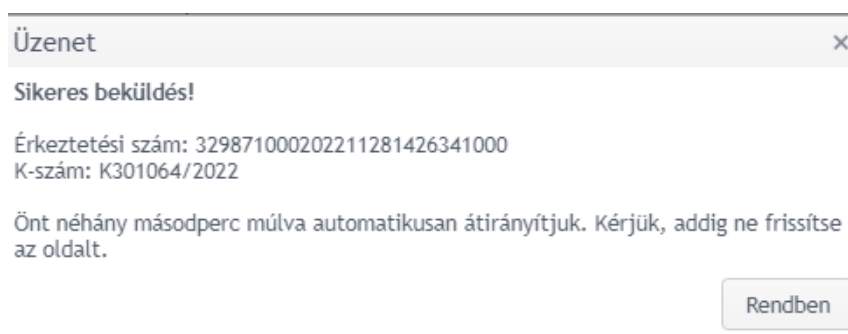 Üzenet
Sikeres beküldés!
Érkeztetési szám: 329871000202211281426341000
K-szám: K301064/2022
Önt néhány másodperc múlva automatikusan átirányítjuk. Kérjük, addig ne frissítse
az oldalt.
Rendben